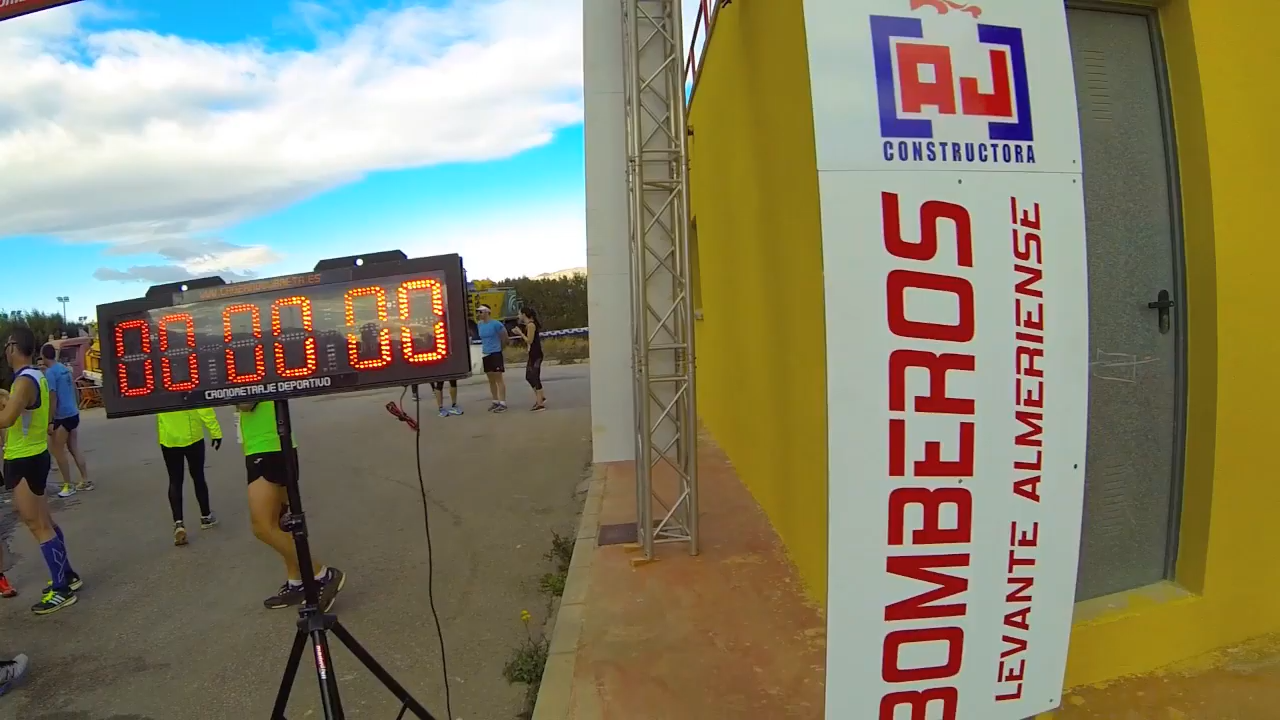 00:00:00
CRONOMETRAJE DEPORTIVO
AJ
CONSTRUCTORA
BOMBEROS
LEVANTE ALMERIENSE